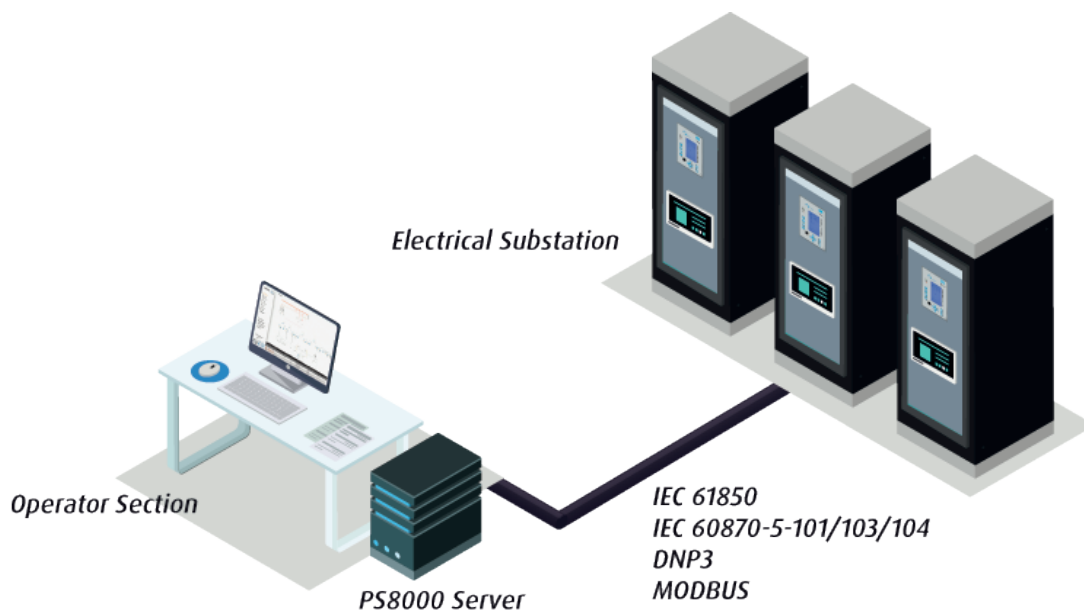 Electrical Substation
Operator Section
IEC 61850
IEC 60870-5-101/103/104
DNP3
MODBUS
PS8000 Server